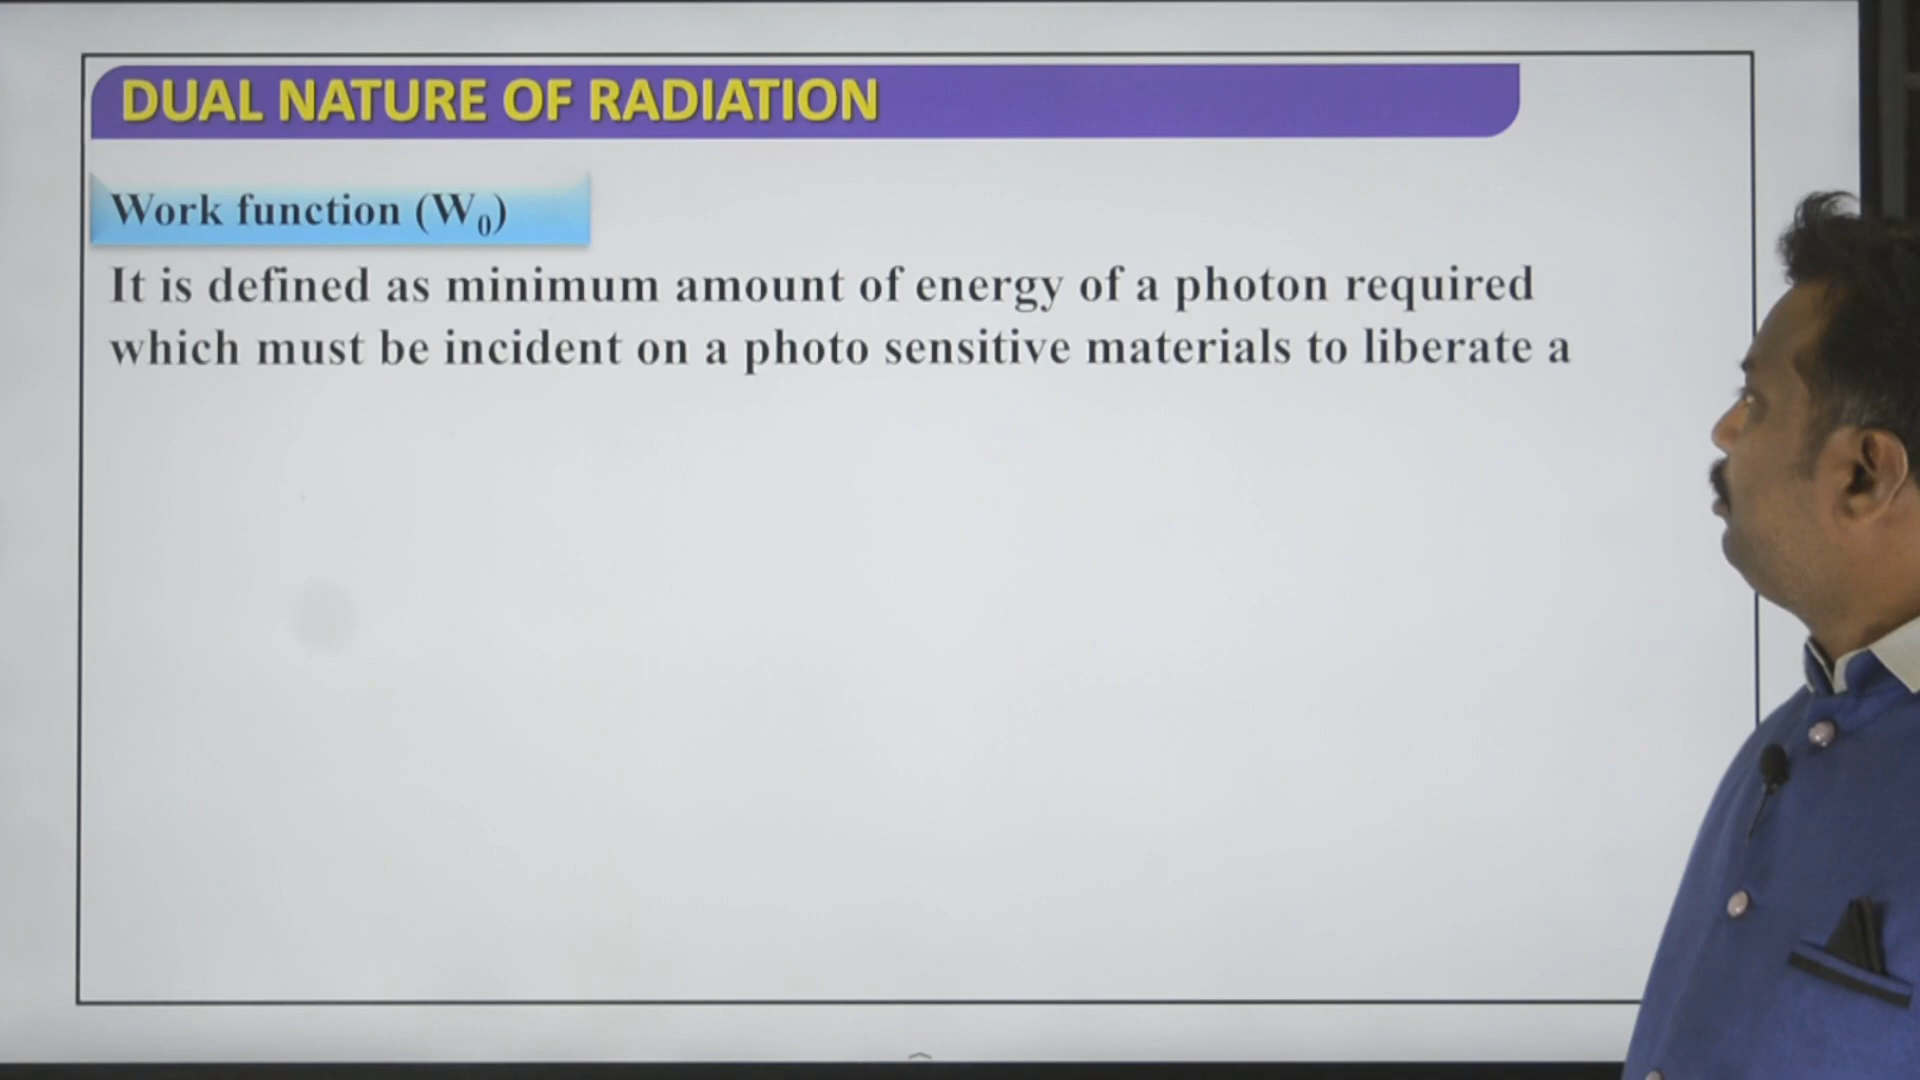 DUAL NATURE OF RADIATION
Work function (W₀)
It is defined as minimum amount of energy of a photon required
which must be incident on a photo sensitive materials to liberate a